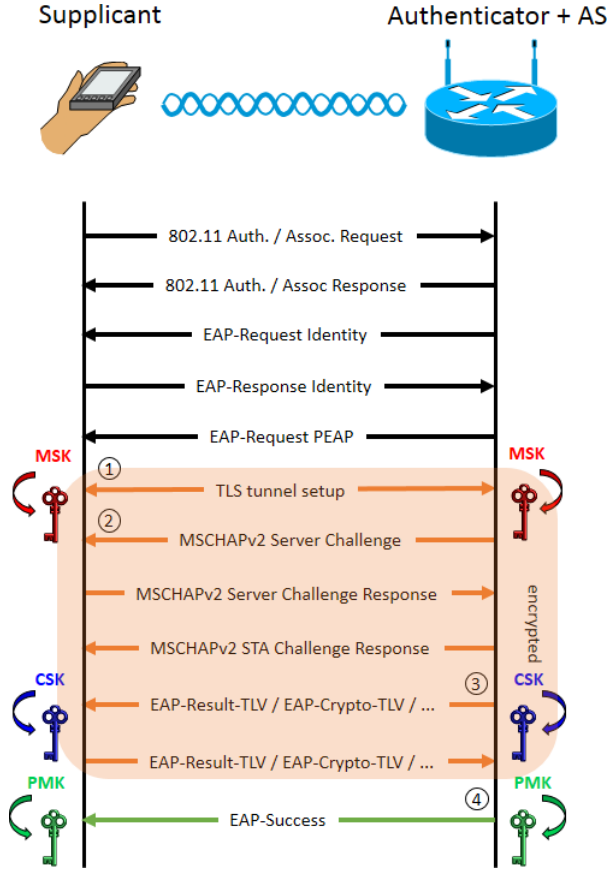 Supplicant
Authenticator + AS
802.11 Auth. / Assoc. Request
802.11 Auth. / Assoc Response
EAP-Request Identity
EAP-Response Identity
EAP-Request PEAP
MSK
1
MSK
TLS tunnel setup
2
MSCHAPv2 Server Challenge
MSCHAPv2 Server Challenge Response
encrypted
MSCHAPv2 STA Challenge Response
CSK
3
CSK
EAP-Result-TLV / EAP-Crypto-TLV / ...
EAP-Result-TLV / EAP-Crypto-TLV / ...
PMK
4
PMK
EAP-Success